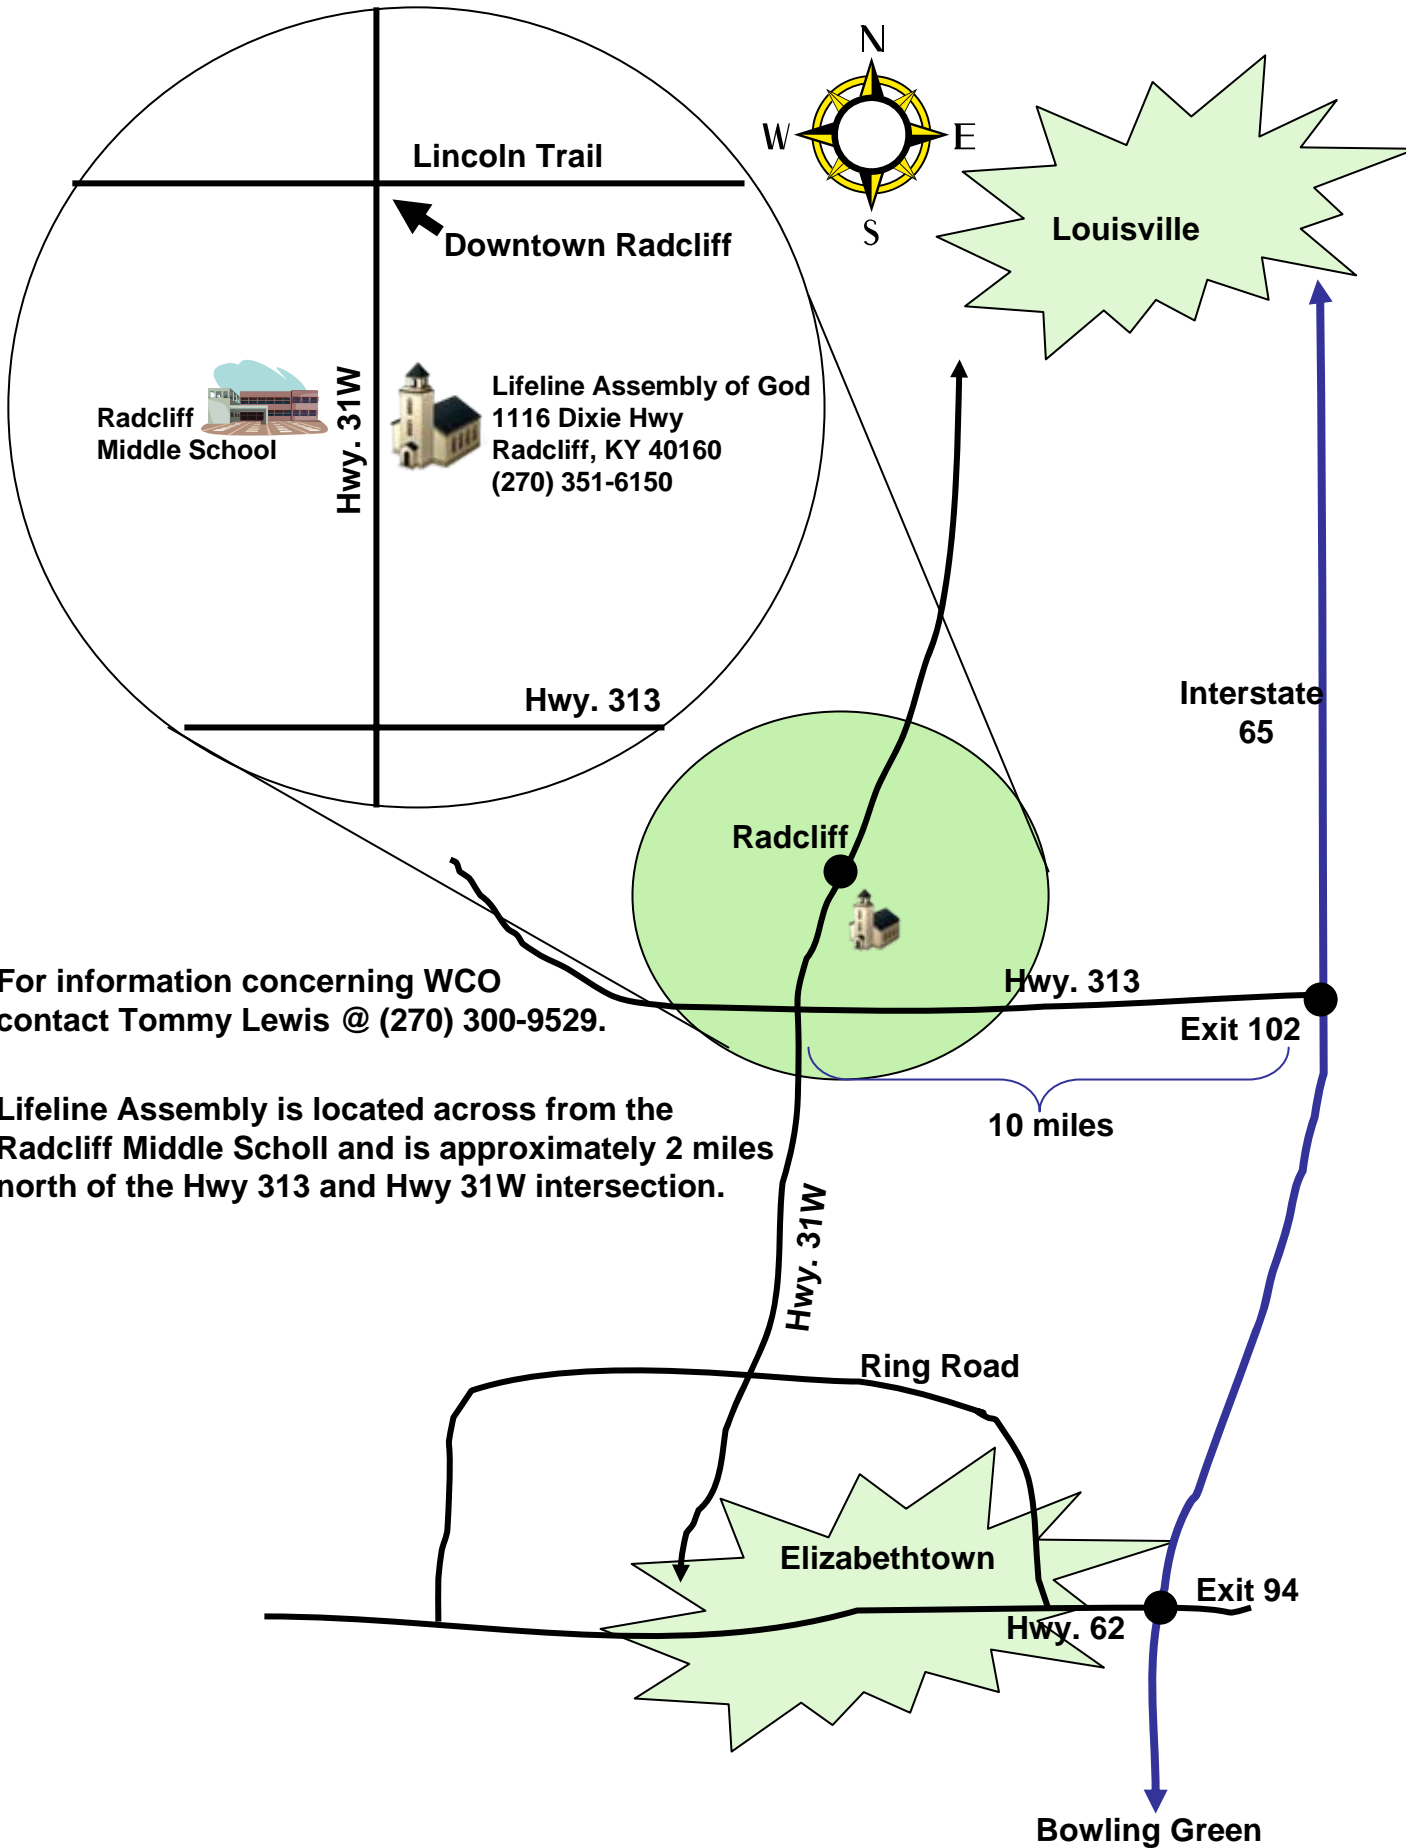 N
W
E
S
Lincoln Trail
Downtown Radcliff
Louisville
Radcliff
Middle School
Hwy. 31W
Lifeline Assembly of God
1116 Dixie Hwy
Radcliff, KY 40160
(270) 351-6150
Hwy. 313
Interstate
65
Radcliff
For information concerning WCO
contact Tommy Lewis @ (270) 300-9529.
Hwy. 313
Exit 102
10 miles
Lifeline Assembly is located across from the
Radcliff Middle Scholl and is approximately 2 miles
north of the Hwy 313 and Hwy 31W intersection.
Hwy. 31W
Ring Road
Elizabethtown
Exit 94
Hwy. 62
Bowling Green